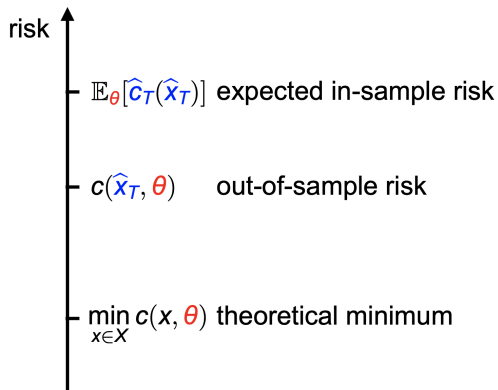 risk
𝔼_θ[ĉ_T(x̂_T)] expected in-sample risk
c(x̂_T, θ) out-of-sample risk
min_{x∈X} c(x, θ) theoretical minimum